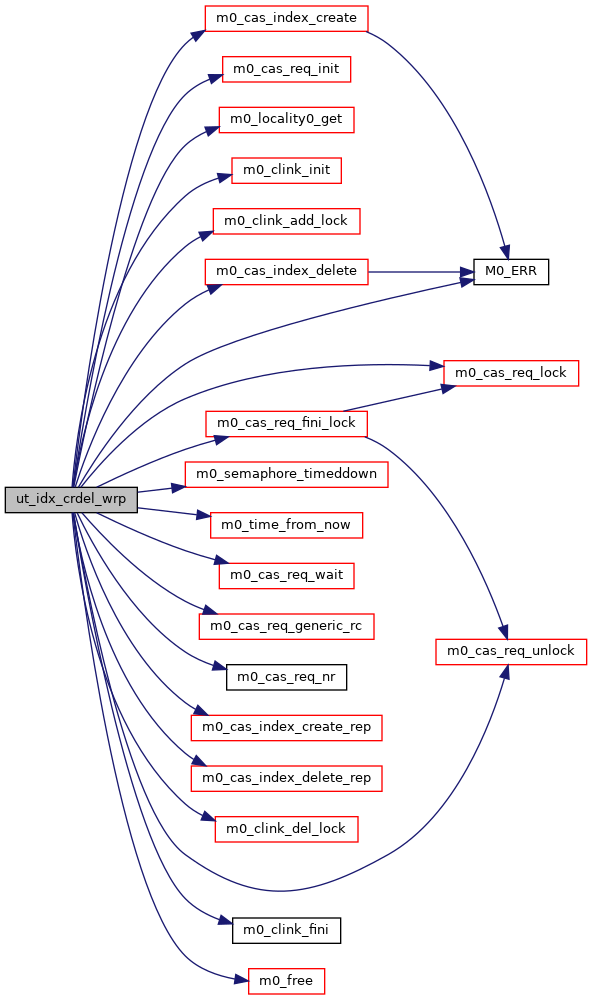 m0_cas_index_create
m0_cas_req_init
m0_locality0_get
m0_clink_init
m0_clink_add_lock
m0_cas_index_delete
M0_ERR
m0_cas_req_lock
m0_cas_req_fini_lock
m0_semaphore_timeddown
ut_idx_crdel_wrp
m0_time_from_now
m0_cas_req_wait
m0_cas_req_generic_rc
m0_cas_req_unlock
m0_cas_req_nr
m0_cas_index_create_rep
m0_cas_index_delete_rep
m0_clink_del_lock
m0_clink_fini
m0_free